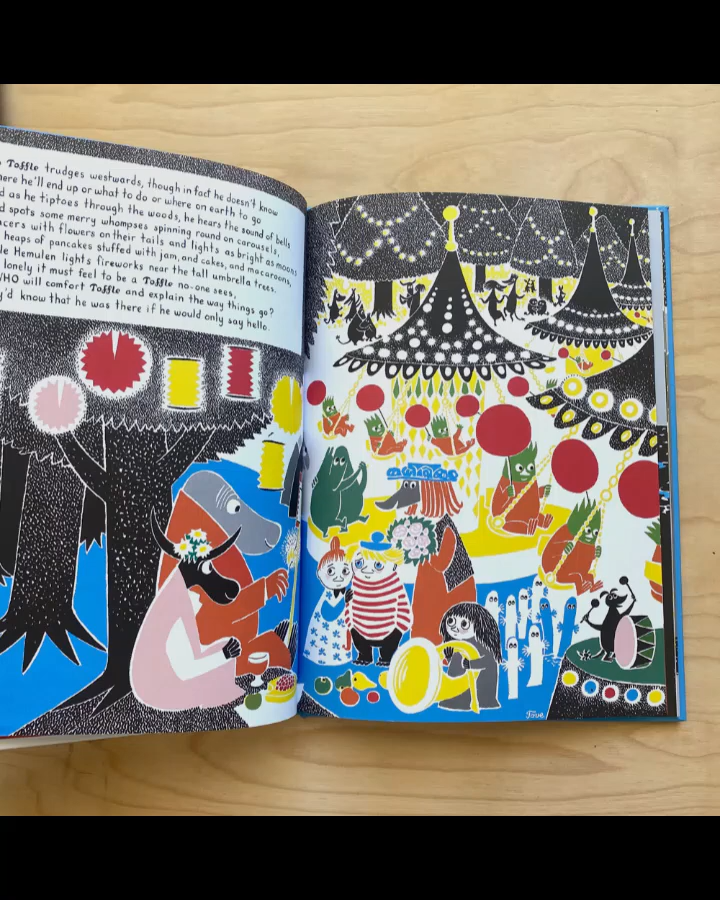 Toffle trudges westwards, though in fact he doesn't know
here he'll end up or what to do or where on earth to go
d as he tiptoes through the woods, he hears the sound of bells
d spots some merry whompses spinning round on carousels,
ncers with flowers on their tails and lights as bright as moons
heaps of pancakes stuffed with jam, and cakes, and macaroons,
le Hemulen lights fireworks near the tall umbrella trees.
lonely it must feel to be a Toffle no-one sees,
WHO will comfort Toffle and explain the way things go?
y'd know that he was there if he would only say hello.
Tove